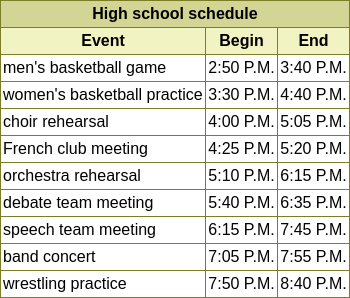 High school schedule
Event Begin End
men's basketball game 2:50 P.M. 3:40 P.M.
women's basketball practice 3:30 P.M. 4:40 P.M.
choir rehearsal 4:00 P.M. 5:05 P.M.
French club meeting 4:25 P.M. 5:20 P.M.
orchestra rehearsal 5:10 P.M. 6:15 P.M.
debate team meeting 5:40 P.M. 6:35 P.M.
speech team meeting 6:15 P.M. 7:45 P.M.
band concert 7:05 P.M. 7:55 P.M.
wrestling practice 7:50 P.M. 8:40 P.M.